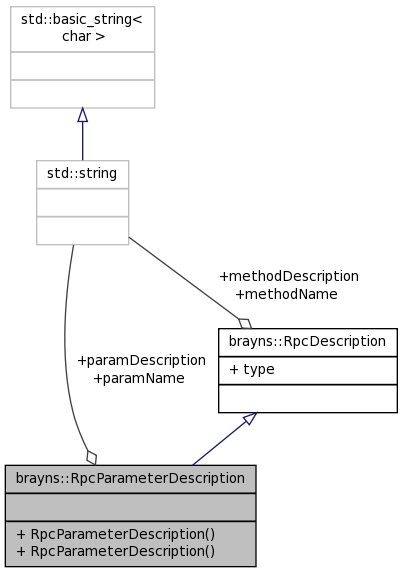 std::basic_string<
char >
std::string
+methodDescription
+methodName
brayns::RpcDescription
+ type
+paramDescription
+paramName
brayns::RpcParameterDescription
+ RpcParameterDescription()
+ RpcParameterDescription()